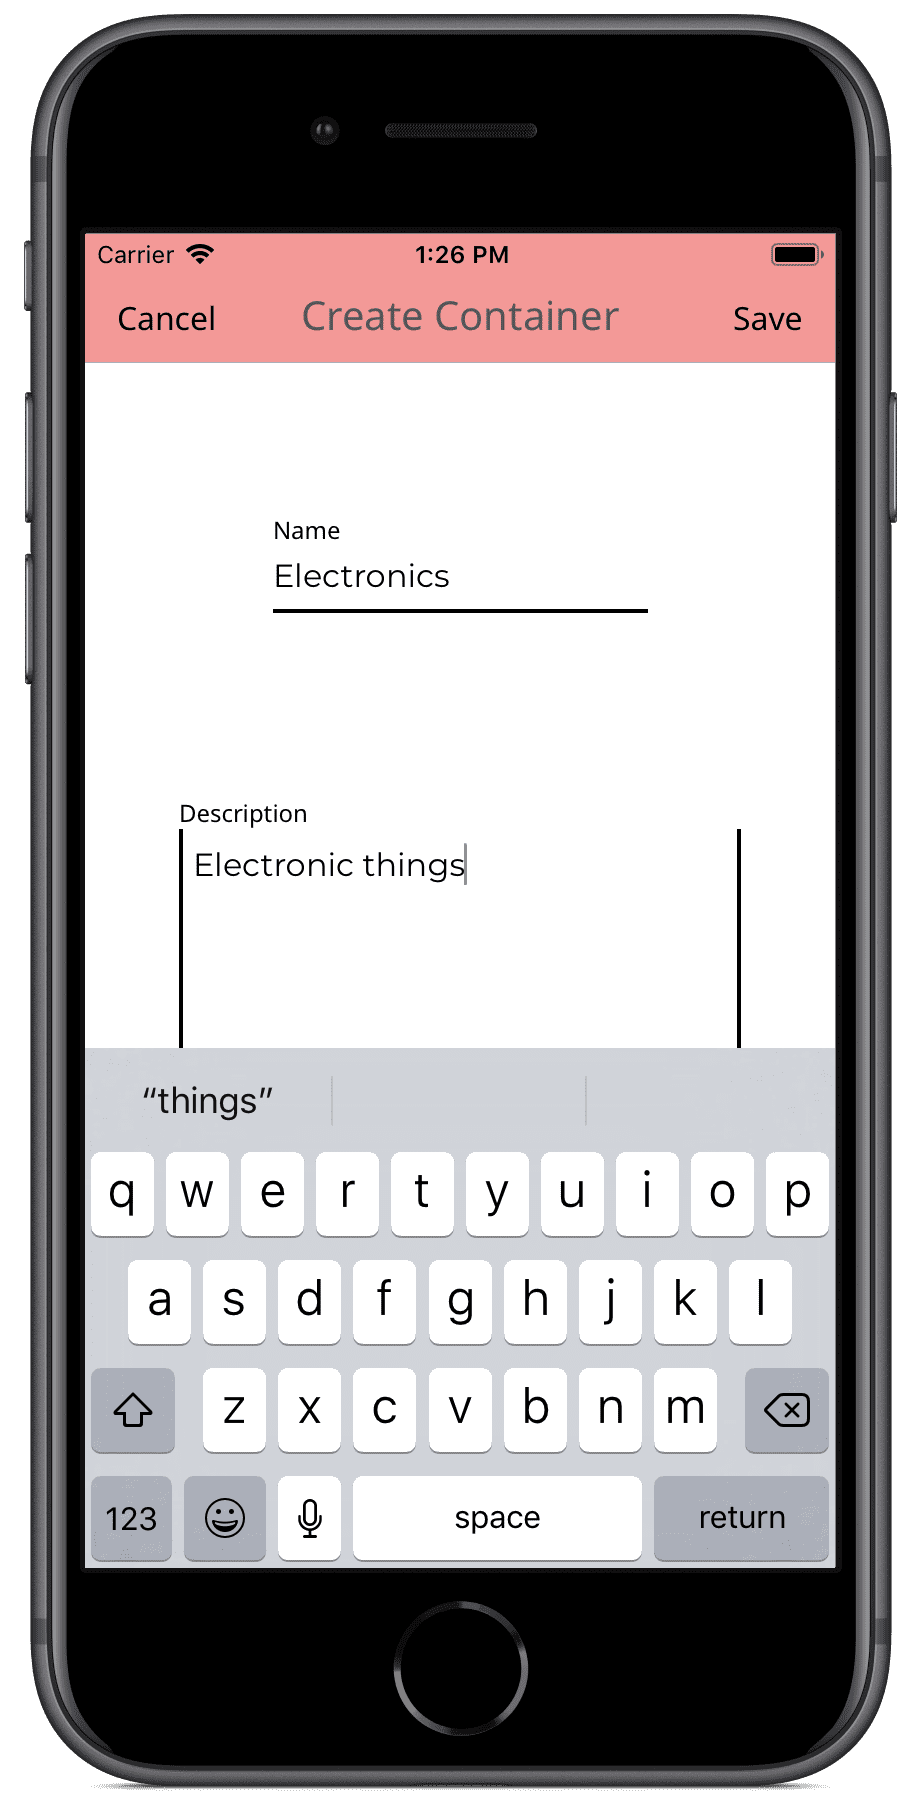 Carrier 1:26 PM
Cancel Create Container Save
Name
Electronics
Description
Electronic things
“things”
q w e r t y u i o p
a s d f g h j k l
z x c v b n m
123 space return